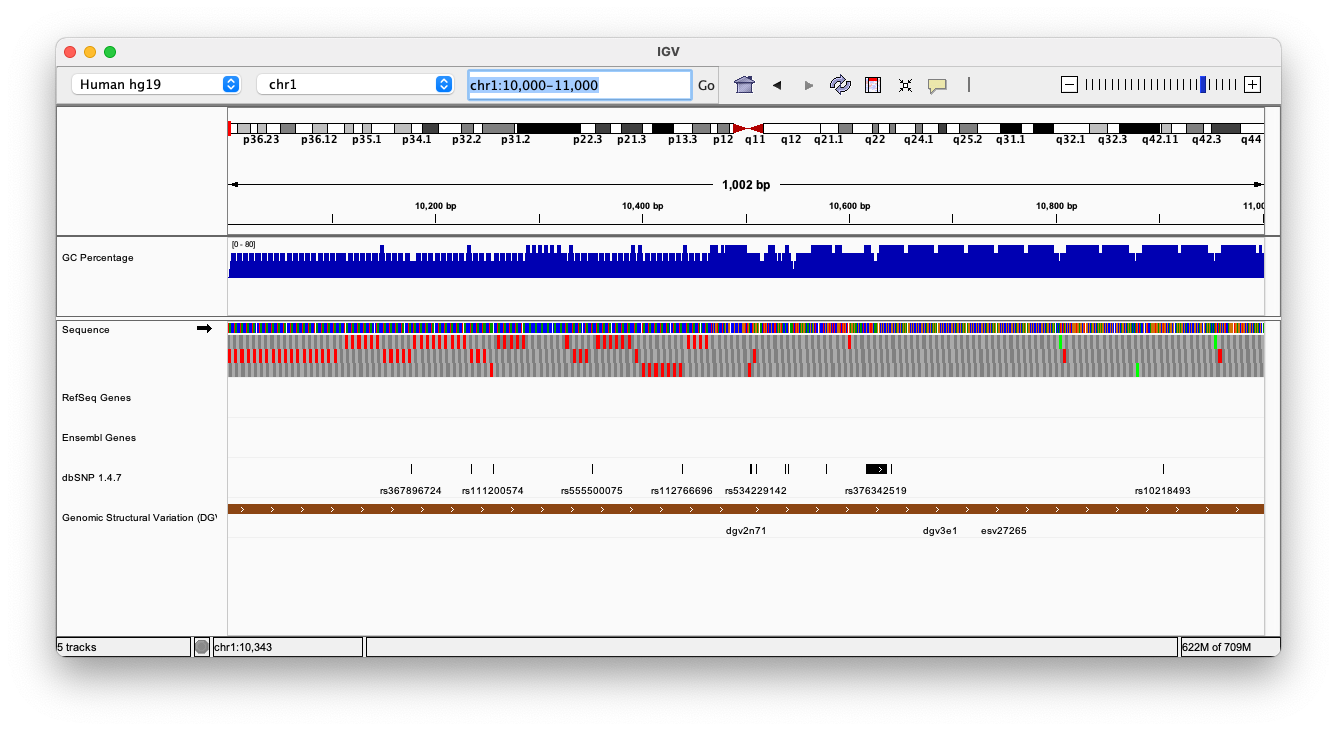 IGV
Human hg19 chr1 chr1:10,000-11,000 Go
p36.23 p36.12 p35.1 p34.1 p32.2 p31.2 p22.3 p21.3 p13.3 p12 q11 q12 q21.1 q22 q24.1 q25.2 q31.1 q32.1 q32.3 q42.11 q42.3 q44
1,002 bp
10,200 bp 10,400 bp 10,600 bp 10,800 bp 11,00
[0 - 80]
GC Percentage
Sequence
RefSeq Genes
Ensembl Genes
dbSNP 1.4.7
rs367896724 rs111200574 rs555500075 rs112766696 rs534229142 rs376342519 rs10218493
Genomic Structural Variation (DGV
dgv2n71 dgv3e1 esv27265
5 tracks chr1:10,343 622M of 709M